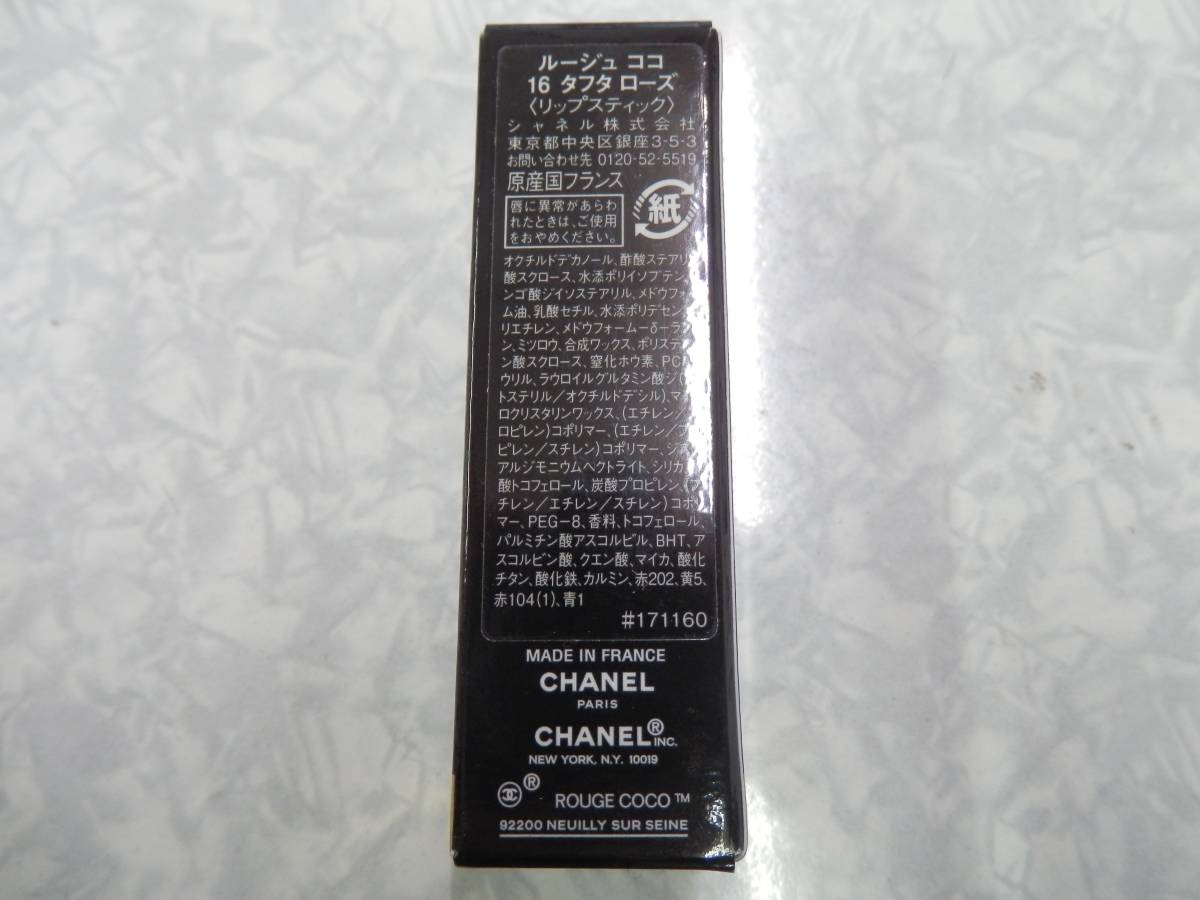 ルージュ ココ
16 タフタ ローズ
〈リップスティック〉
シャネル株式会社
東京都中央区銀座3-5-3
お問い合わせ先 0120-52-5519
原産国フランス
唇に異常があらわ
れたときは、ご使用
をおやめください。
紙
オクチルドデカノール、酢酸ステアリン
酸スクロース、水添ポリイソブテン、
ンゴ酸ジイソステアリル、メドウフォー
ム油、乳酸セチル、水添ポリデセン、
リエチレン、メドウフォーム－δ－ラ
ン、ミツロウ、合成ワックス、ポリステ
ン酸スクロース、窒化ホウ素、PC
ウリル、ラウロイルグルタミン酸ジ(
トステリル／オクチルドデシル)、マ
ロクリスタリンワックス、(エチレン／
ロピレン)コポリマー、(エチレン／プ
ピレン／スチレン)コポリマー、ジ
アルジモニウムヘクトライト、シリカ、
酸トコフェロール、炭酸プロピレン、(ブ
チレン／エチレン／スチレン)コポリ
マー、PEG－8、香料、トコフェロール、
パルミチン酸アスコルビル、BHT、ア
スコルビン酸、クエン酸、マイカ、酸化
チタン、酸化鉄、カルミン、赤202、黄5、
赤104(1)、青1
#171160
MADE IN FRANCE
CHANEL
PARIS
CHANEL® INC.
NEW YORK, N.Y. 10019
® ROUGE COCO™
92200 NEUILLY SUR SEINE